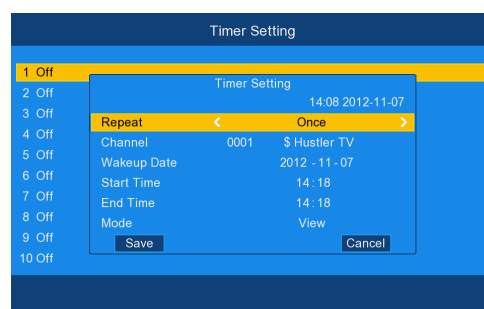 Timer Setting
1 Off
2 Off
3 Off
4 Off
5 Off
6 Off
7 Off
8 Off
9 Off
10 Off
Timer Setting
14:08 2012-11-07
Repeat Once
Channel 0001 $ Hustler TV
Wakeup Date 2012 - 11 - 07
Start Time 14 : 18
End Time 14 : 18
Mode View
Save Cancel